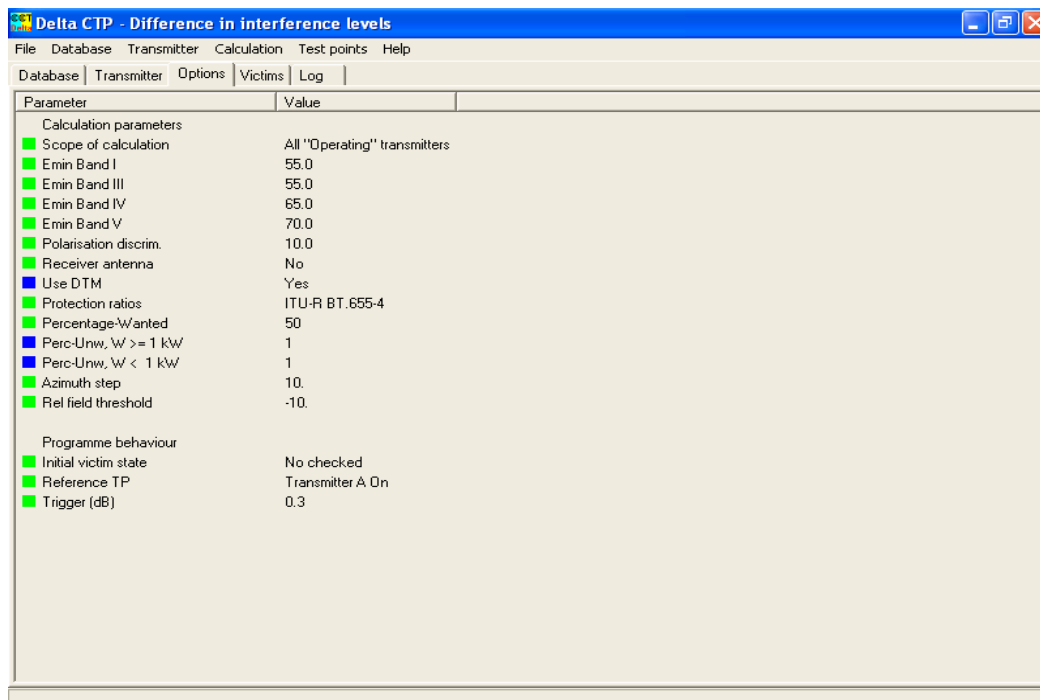 CCT Delta
Delta CTP - Difference in interference levels
File Database Transmitter Calculation Test points Help
Database Transmitter Options Victims Log
Parameter Value
Calculation parameters
Scope of calculation All "Operating" transmitters
Emin Band I 55.0
Emin Band III 55.0
Emin Band IV 65.0
Emin Band V 70.0
Polarisation discrim. 10.0
Receiver antenna No
Use DTM Yes
Protection ratios ITU-R BT.655-4
Percentage-Wanted 50
Perc-Unw, W >= 1 kW 1
Perc-Unw, W < 1 kW 1
Azimuth step 10.
Rel field threshold -10.
Programme behaviour
Initial victim state No checked
Reference TP Transmitter A On
Trigger (dB) 0.3